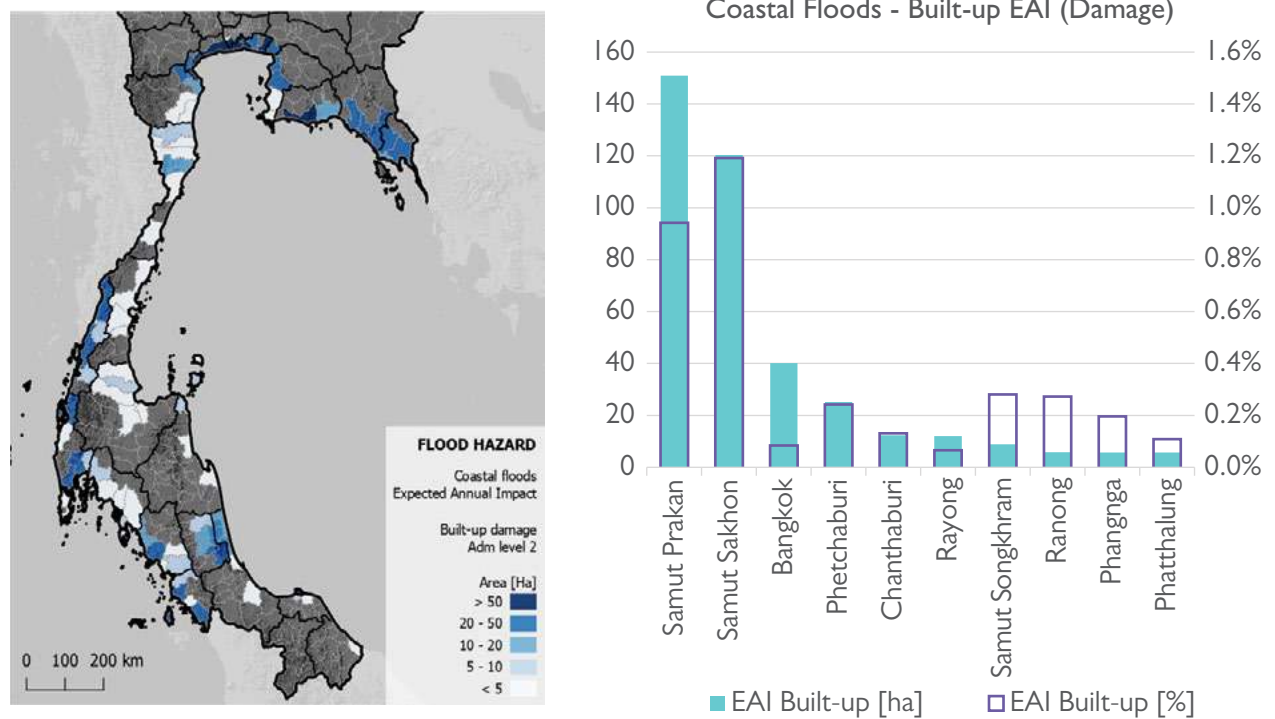 FLOOD HAZARD
Coastal floods
Expected Annual Impact
Built-up damage
Adm level 2
Area [Ha]
> 50
20 - 50
10 - 20
5 - 10
< 5
0 100 200 km
Coastal Floods - Built-up EAI (Damage)
160 1.6%
140 1.4%
120 1.2%
100 1.0%
80 0.8%
60 0.6%
40 0.4%
20 0.2%
0 0.0%
Samut Prakan
Samut Sakhon
Bangkok
Phetchaburi
Chanthaburi
Rayong
Samut Songkhram
Ranong
Phangnga
Phatthalung
EAI Built-up [ha] EAI Built-up [%]